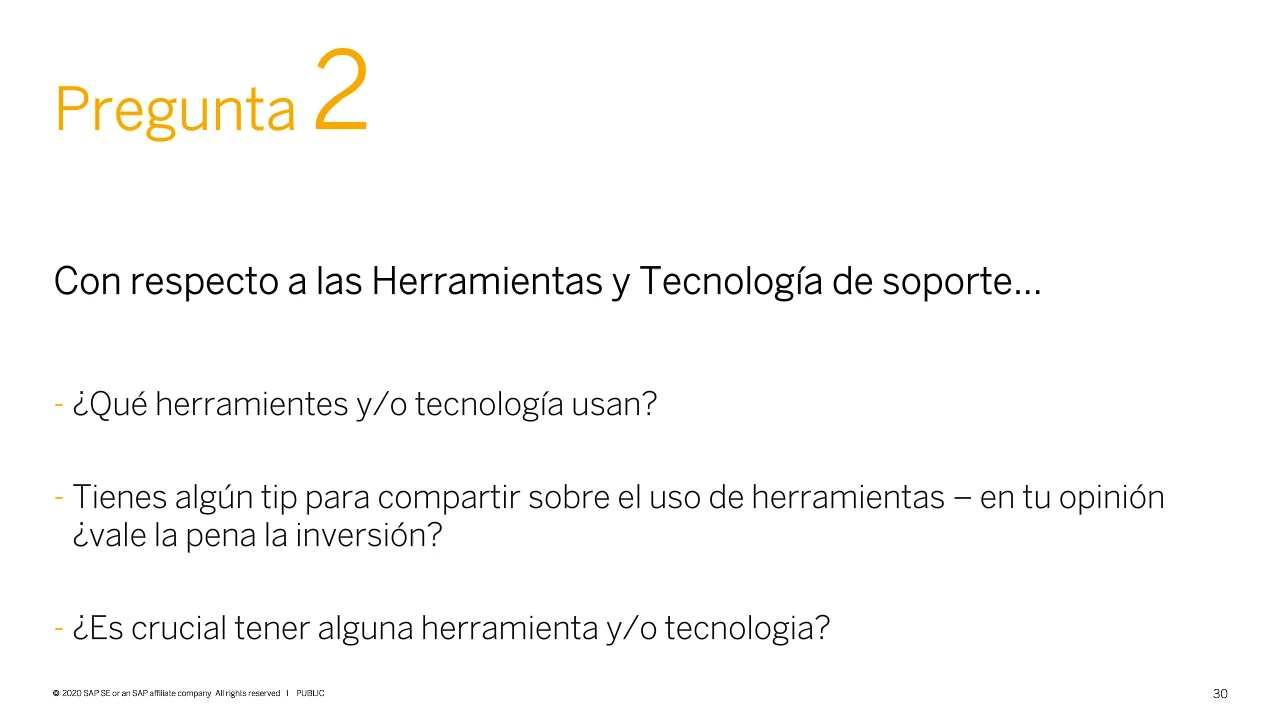 Pregunta 2
Con respecto a las Herramientas y Tecnología de soporte...
- ¿Qué herramientes y/o tecnología usan?
- Tienes algún tip para compartir sobre el uso de herramientas – en tu opinión
¿vale la pena la inversión?
- ¿Es crucial tener alguna herramienta y/o tecnologia?
© 2020 SAP SE or an SAP affiliate company. All rights reserved | PUBLIC
30